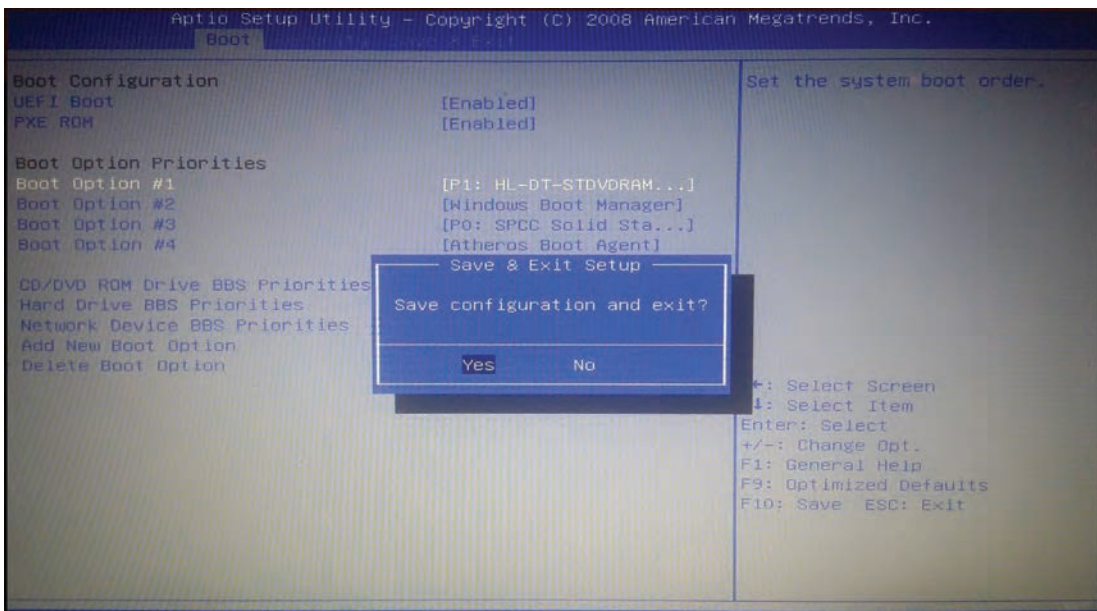 Aptio Setup Utility - Copyright (C) 2008 American Megatrends, Inc.
Boot
Boot Configuration
UEFI Boot [Enabled]
PXE ROM [Enabled]
Boot Option Priorities
Boot Option #1 [P1: HL-DT-STDVDRAM...]
Boot Option #2 [Windows Boot Manager]
Boot Option #3 [P0: SPCC Solid Sta...]
Boot Option #4 [Atheros Boot Agent]
CD/DVD ROM Drive BBS Priorities
Hard Drive BBS Priorities
Network Device BBS Priorities
Add New Boot Option
Delete Boot Option
Save & Exit Setup
Save configuration and exit?
Yes No
Set the system boot order.
←: Select Screen
↓: Select Item
Enter: Select
+/-: Change Opt.
F1: General Help
F9: Optimized Defaults
F10: Save ESC: Exit